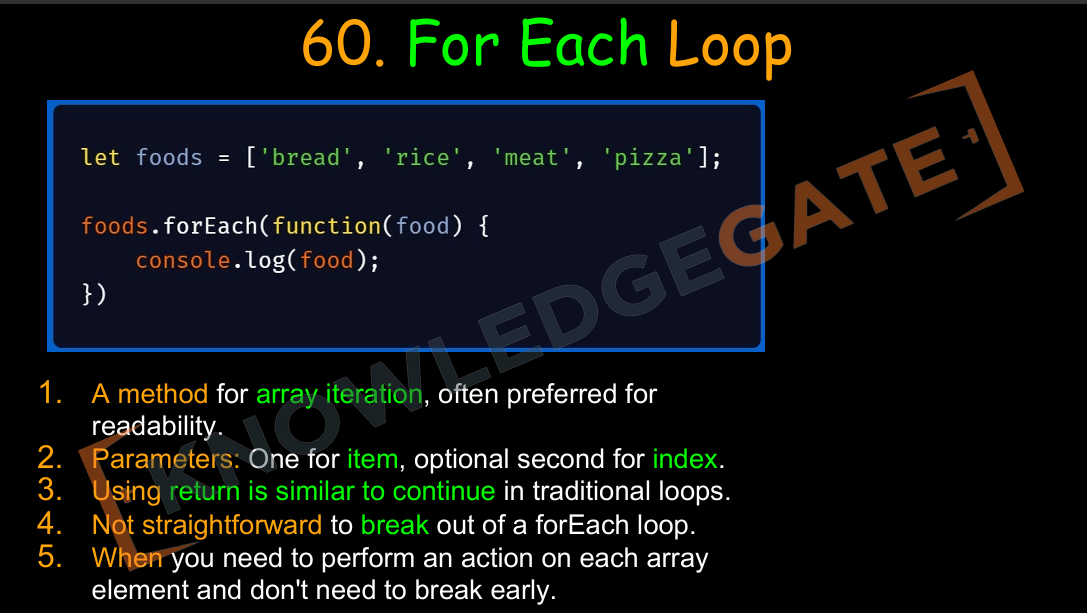 60. For Each Loop
let foods = ['bread', 'rice', 'meat', 'pizza'];
foods.forEach(function(food) {
    console.log(food);
})
1. A method for array iteration, often preferred for
readability.
2. Parameters: One for item, optional second for index.
3. Using return is similar to continue in traditional loops.
4. Not straightforward to break out of a forEach loop.
5. When you need to perform an action on each array
element and don't need to break early.
KNOWLEDGEGATE